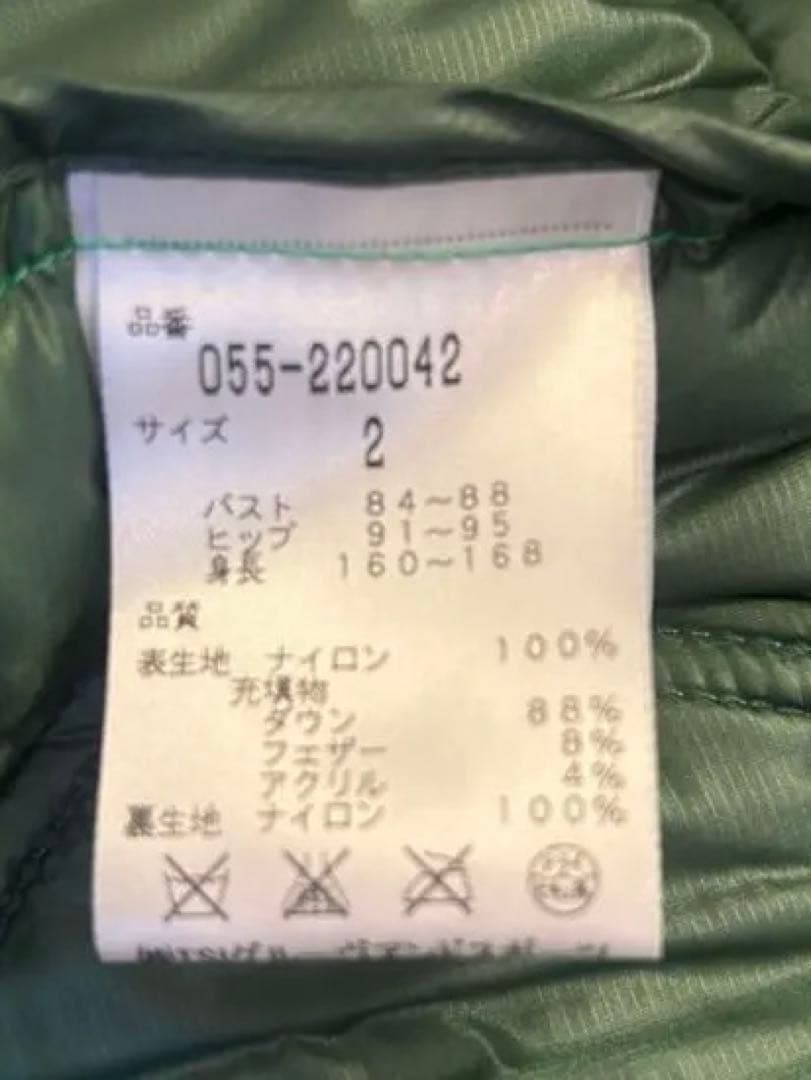 品番
055-220042
サイズ 2
バスト 84〜88
ヒップ 91〜95
身長 160〜168
品質
表生地 ナイロン 100%
充填物
ダウン 88%
フェザー 8%
アクリル 4%
裏生地 ナイロン 100%
ドライ